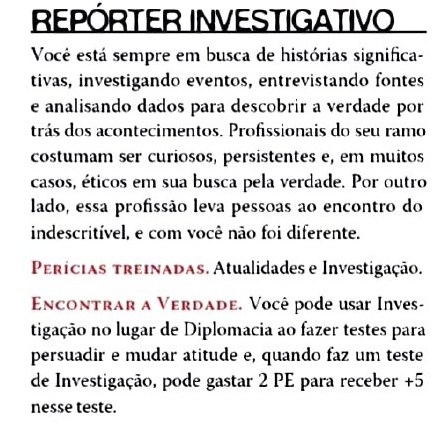 REPÓRTER INVESTIGATIVO
Você está sempre em busca de histórias significa-
tivas, investigando eventos, entrevistando fontes
e analisando dados para descobrir a verdade por
trás dos acontecimentos. Profissionais do seu ramo
costumam ser curiosos, persistentes e, em muitos
casos, éticos em sua busca pela verdade. Por outro
lado, essa profissão leva pessoas ao encontro do
indescritível, e com você não foi diferente.
PERÍCIAS TREINADAS. Atualidades e Investigação.
ENCONTRAR A VERDADE. Você pode usar Inves-
tigação no lugar de Diplomacia ao fazer testes para
persuadir e mudar atitude e, quando faz um teste
de Investigação, pode gastar 2 PE para receber +5
nesse teste.